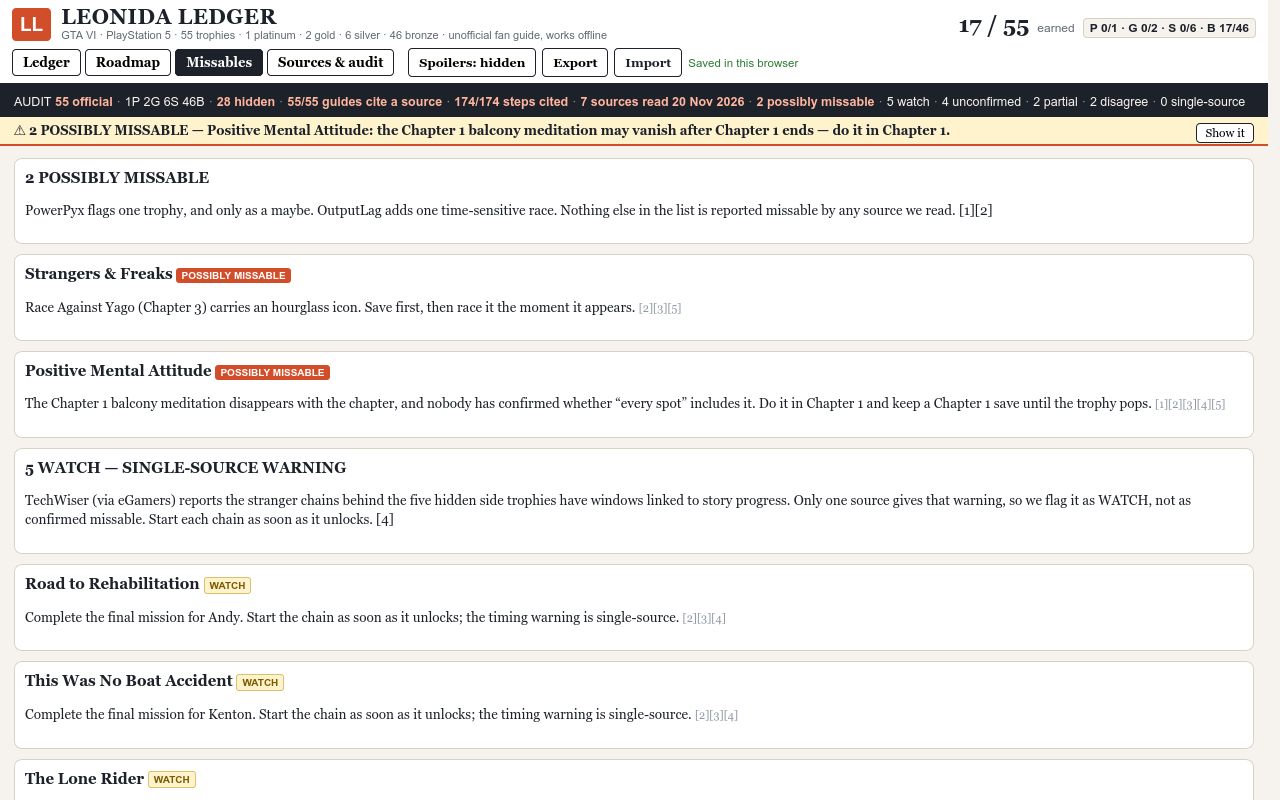 LL
LEONIDA LEDGER
GTA VI · PlayStation 5 · 55 trophies · 1 platinum · 2 gold · 6 silver · 46 bronze · unofficial fan guide, works offline
17 / 55 earned P 0/1 · G 0/2 · S 0/6 · B 17/46
Ledger Roadmap Missables Sources & audit Spoilers: hidden Export Import Saved in this browser
AUDIT 55 official · 1P 2G 6S 46B · 28 hidden · 55/55 guides cite a source · 174/174 steps cited · 7 sources read 20 Nov 2026 · 2 possibly missable · 5 watch · 4 unconfirmed · 2 partial · 2 disagree · 0 single-source
⚠ 2 POSSIBLY MISSABLE — Positive Mental Attitude: the Chapter 1 balcony meditation may vanish after Chapter 1 ends — do it in Chapter 1. Show it
2 POSSIBLY MISSABLE
PowerPyx flags one trophy, and only as a maybe. OutputLag adds one time-sensitive race. Nothing else in the list is reported missable by any source we read. [1][2]
Strangers & Freaks POSSIBLY MISSABLE
Race Against Yago (Chapter 3) carries an hourglass icon. Save first, then race it the moment it appears. [2][3][5]
Positive Mental Attitude POSSIBLY MISSABLE
The Chapter 1 balcony meditation disappears with the chapter, and nobody has confirmed whether “every spot” includes it. Do it in Chapter 1 and keep a Chapter 1 save until the trophy pops. [1][2][3][4][5]
5 WATCH — SINGLE-SOURCE WARNING
TechWiser (via eGamers) reports the stranger chains behind the five hidden side trophies have windows linked to story progress. Only one source gives that warning, so we flag it as WATCH, not as
confirmed missable. Start each chain as soon as it unlocks. [4]
Road to Rehabilitation WATCH
Complete the final mission for Andy. Start the chain as soon as it unlocks; the timing warning is single-source. [2][3][4]
This Was No Boat Accident WATCH
Complete the final mission for Kenton. Start the chain as soon as it unlocks; the timing warning is single-source. [2][3][4]
The Lone Rider WATCH